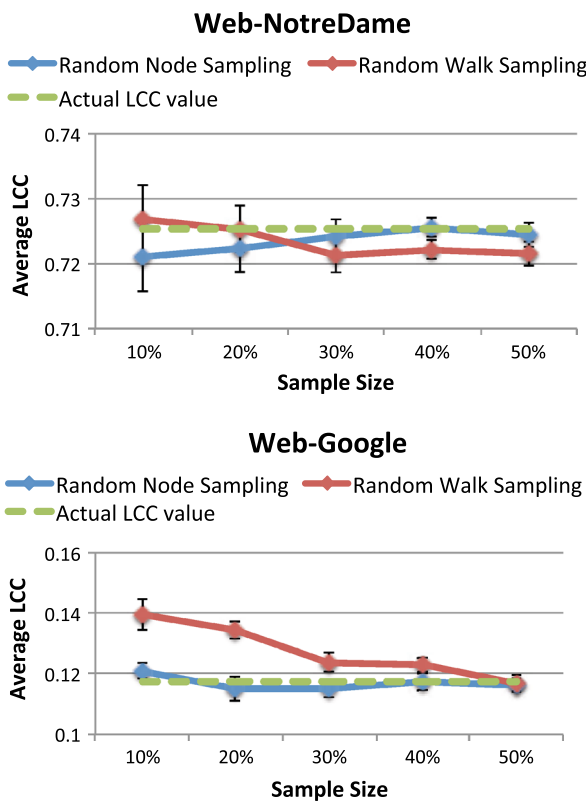 Web-NotreDame
Random Node Sampling Random Walk Sampling
Actual LCC value
0.74
0.73
0.72
0.71
Average LCC
10% 20% 30% 40% 50%
Sample Size
Web-Google
Random Node Sampling Random Walk Sampling
Actual LCC value
0.16
0.14
0.12
0.1
Average LCC
10% 20% 30% 40% 50%
Sample Size